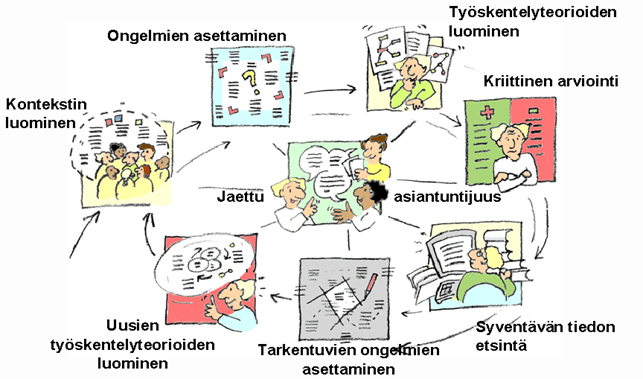 Ongelmien asettaminen
Työskentelyteorioiden
luominen
Kriittinen arviointi
Kontekstin
luominen
Jaettu asiantuntijuus
Syventävän tiedon
etsintä
Tarkentuvien ongelmien
asettaminen
Uusien
työskentelyteorioiden
luominen